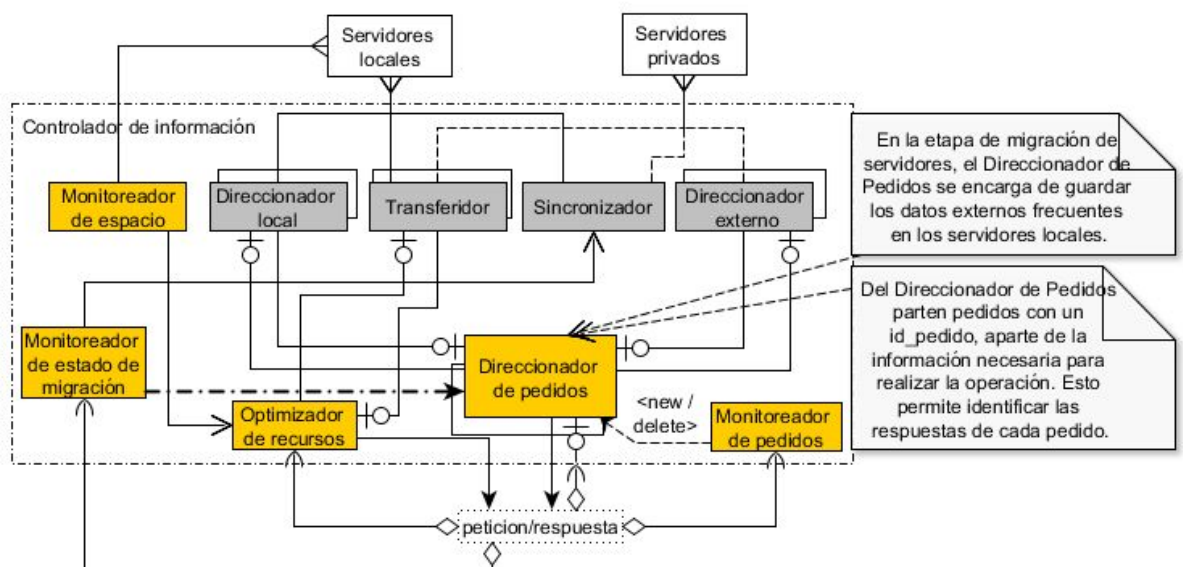 Servidores
locales
Servidores
privados
Controlador de información
Monitoreador
de espacio
Direccionador
local
Transferidor
Sincronizador
Direccionador
externo
En la etapa de migración de
servidores, el Direccionador de
Pedidos se encarga de guardar
los datos externos frecuentes
en los servidores locales.
Del Direccionador de Pedidos
parten pedidos con un
id_pedido, aparte de la
información necesaria para
realizar la operación. Esto
permite identificar las
respuestas de cada pedido.
Monitoreador
de estado de
migración
Direccionador
de pedidos
Optimizador
de recursos
<new /
delete>
Monitoreador
de pedidos
peticion/respuesta